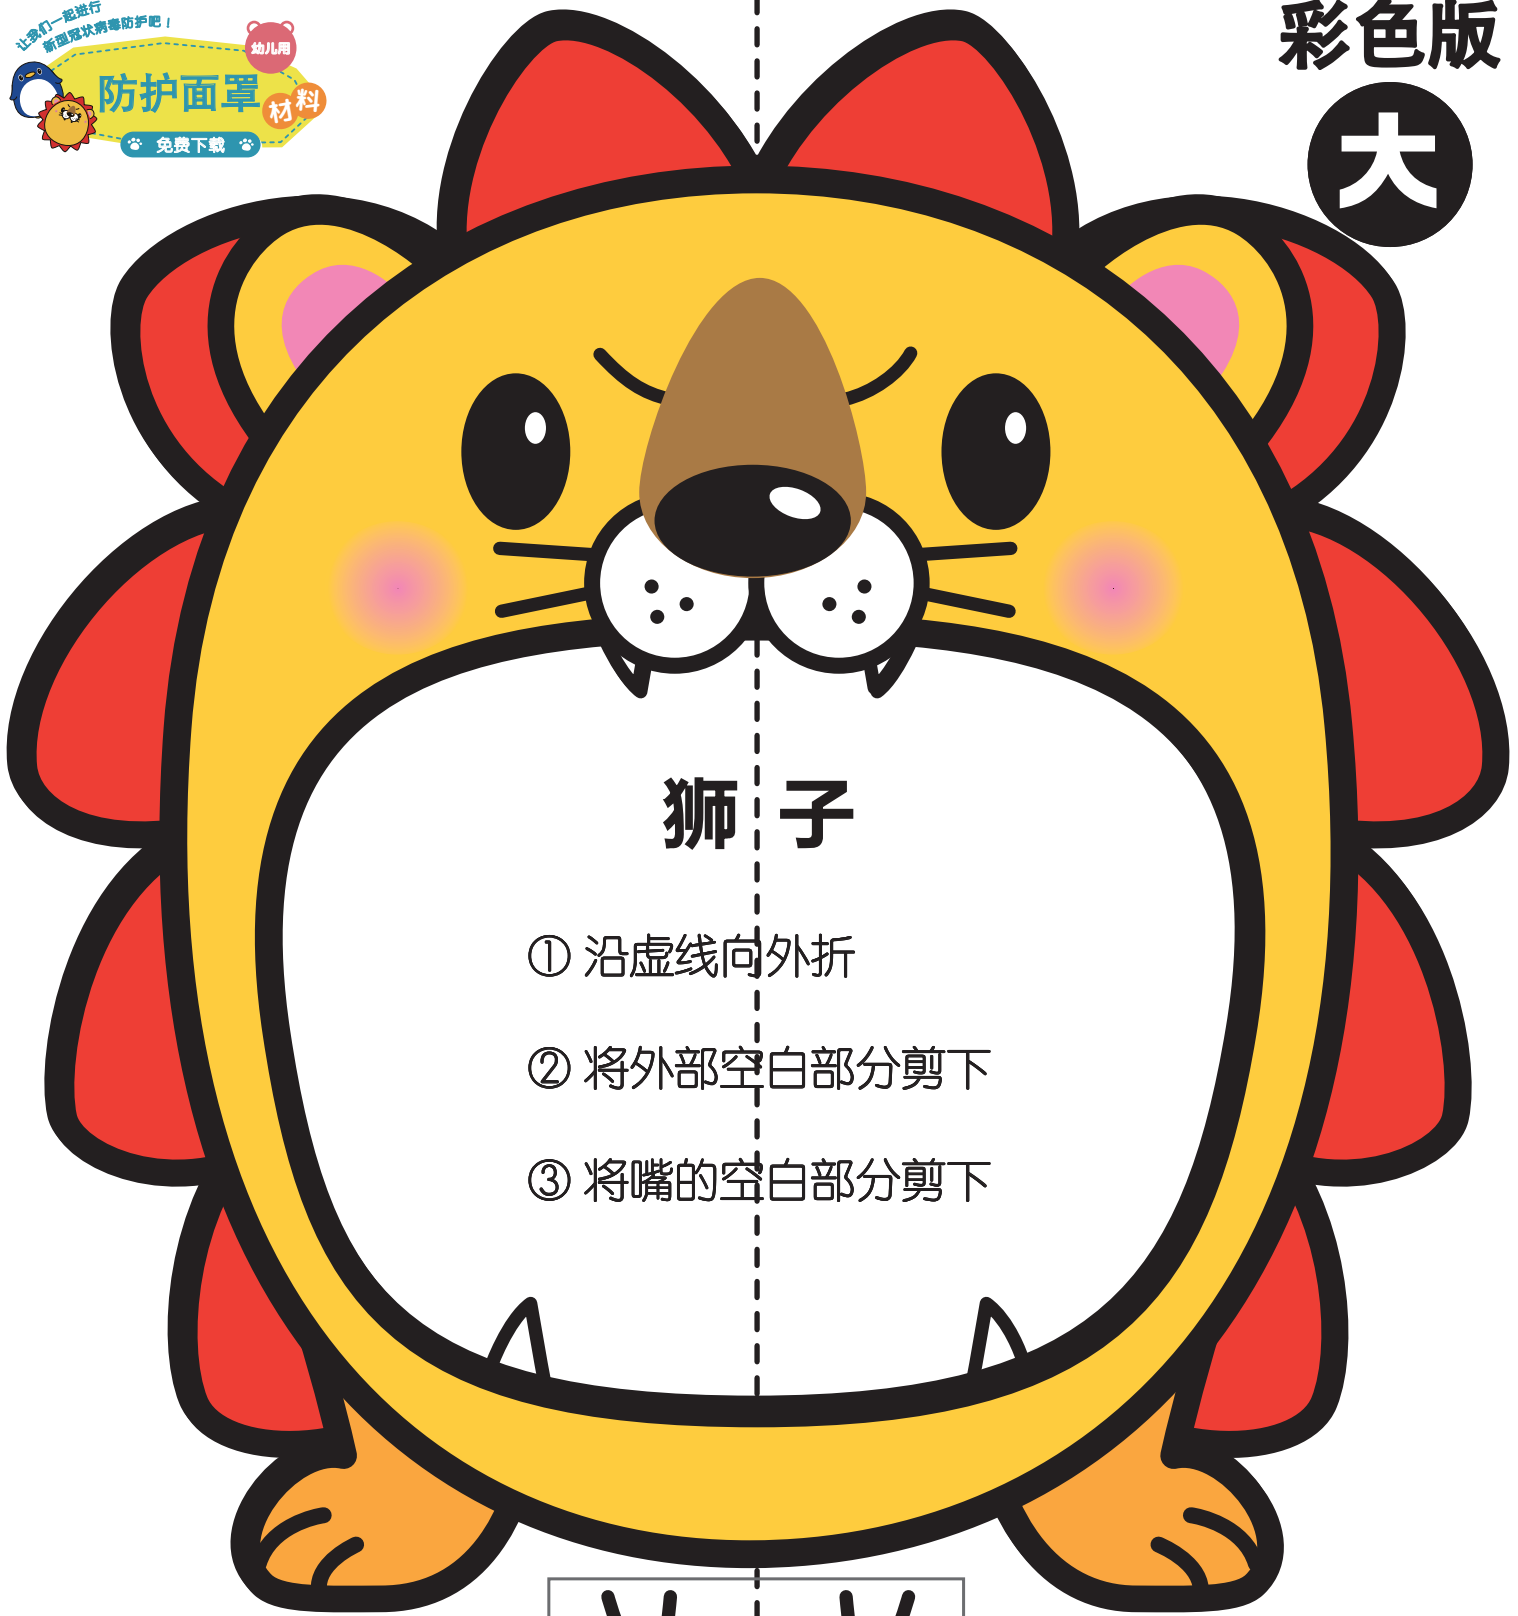 让我们一起进行
新型冠状病毒防护吧！
幼儿用
防护面罩
材料
免费下载
彩色版
大
狮子
① 沿虚线向外折
② 将外部空白部分剪下
③ 将嘴的空白部分剪下